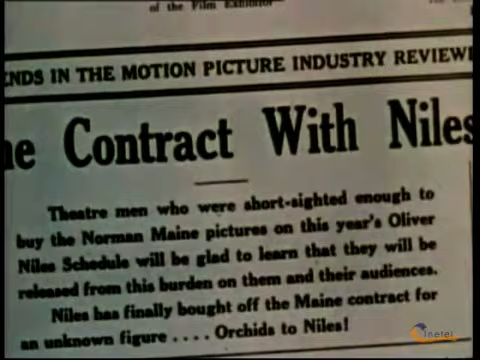 of the Film Exhibitor
ENDS IN THE MOTION PICTURE INDUSTRY REVIEW
he Contract With Niles
Theatre men who were short-sighted enough to
buy the Norman Maine pictures on this year's Oliver
Niles Schedule will be glad to learn that they will be
released from this burden on them and their audiences.
Niles has finally bought off the Maine contract for
an unknown figure .... Orchids to Niles!